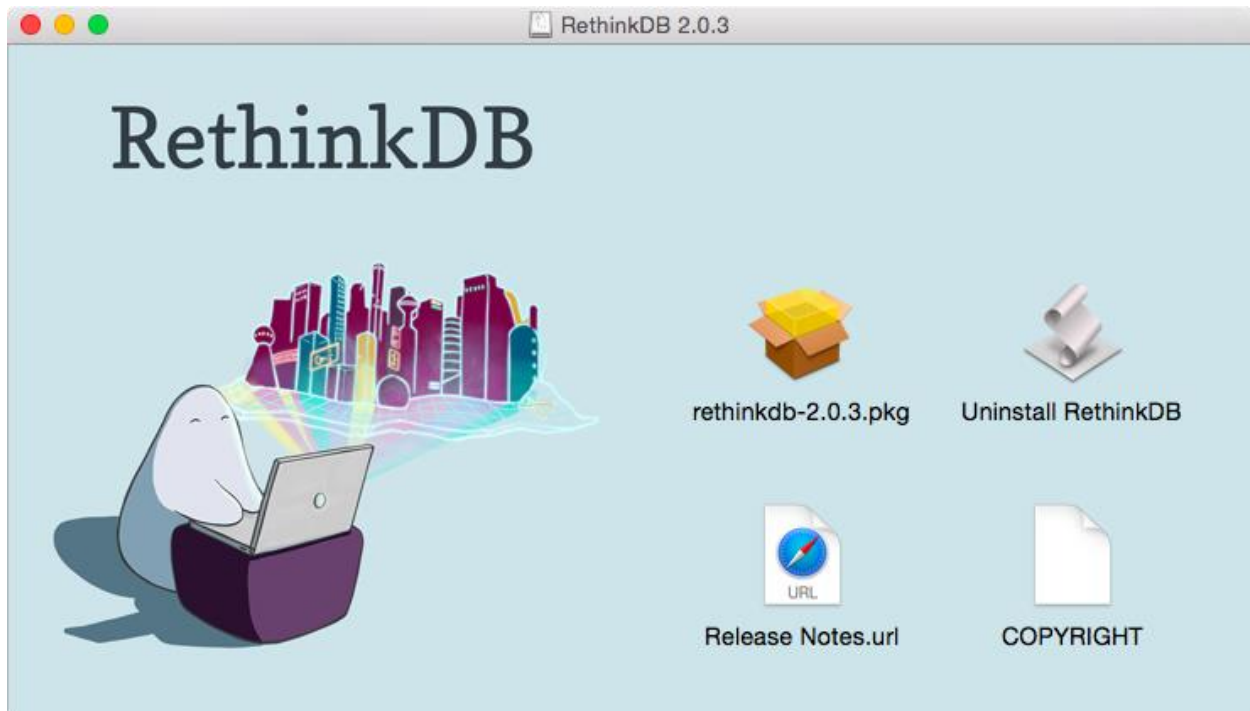 RethinkDB 2.0.3
RethinkDB
rethinkdb-2.0.3.pkg
Uninstall RethinkDB
URL
Release Notes.url
COPYRIGHT